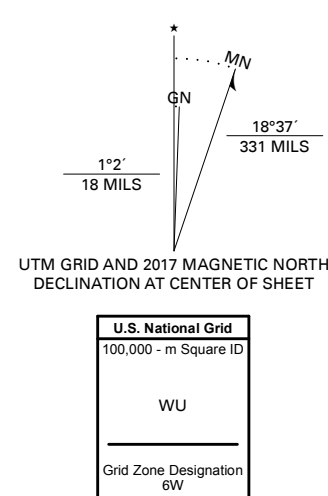 ★
MN
GN
18°37´
331 MILS
1°2´
18 MILS
UTM GRID AND 2017 MAGNETIC NORTH
DECLINATION AT CENTER OF SHEET
U.S. National Grid
100,000 - m Square ID
WU
Grid Zone Designation
6W